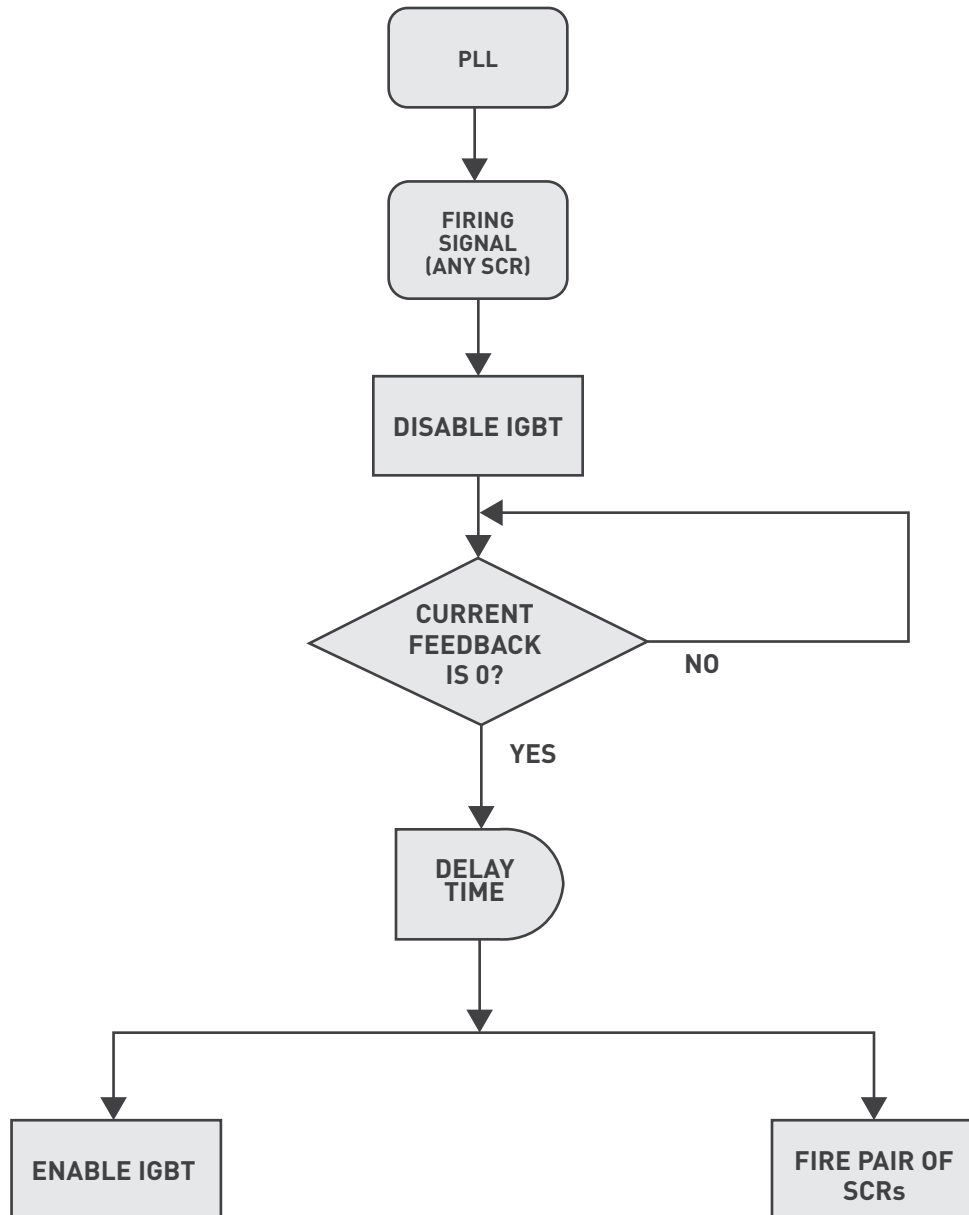 PLL
FIRING
SIGNAL
(ANY SCR)
DISABLE IGBT
CURRENT
FEEDBACK
IS 0?
NO
YES
DELAY
TIME
ENABLE IGBT
FIRE PAIR OF
SCRs